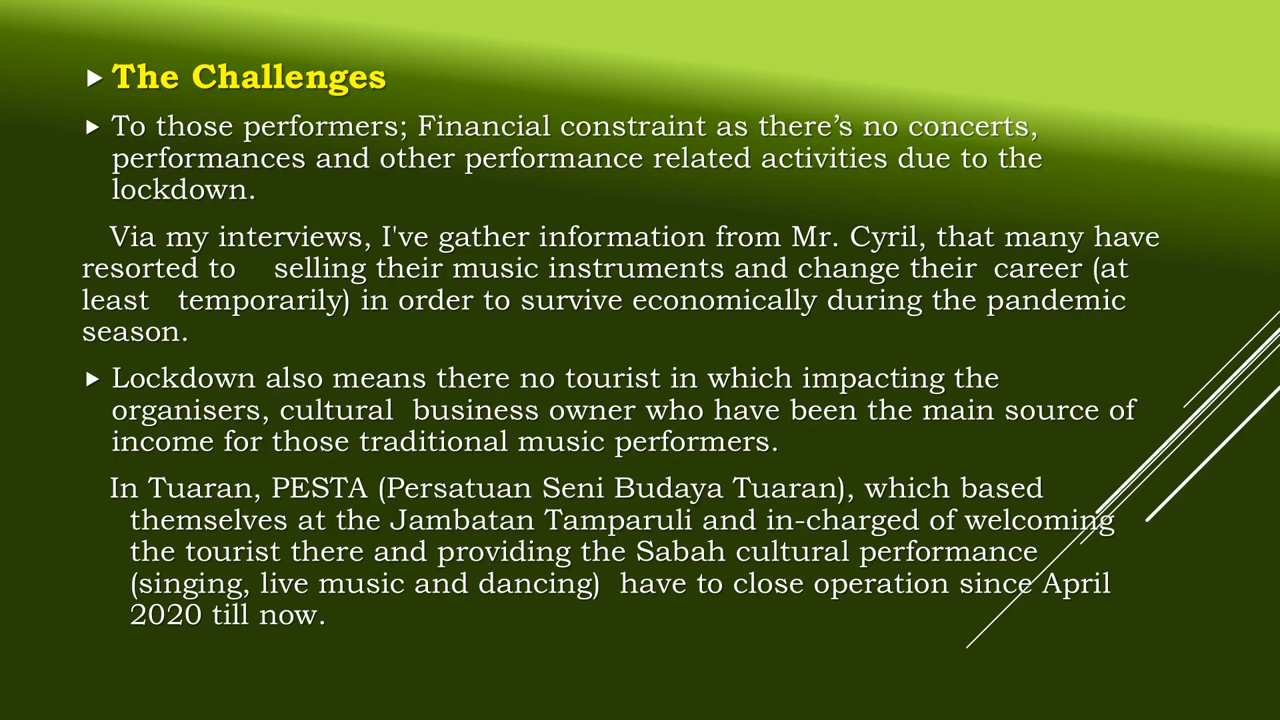 The Challenges
To those performers; Financial constraint as there’s no concerts,
performances and other performance related activities due to the
lockdown.
Via my interviews, I've gather information from Mr. Cyril, that many have
resorted to selling their music instruments and change their career (at
least temporarily) in order to survive economically during the pandemic
season.
Lockdown also means there no tourist in which impacting the
organisers, cultural business owner who have been the main source of
income for those traditional music performers.
In Tuaran, PESTA (Persatuan Seni Budaya Tuaran), which based
themselves at the Jambatan Tamparuli and in-charged of welcoming
the tourist there and providing the Sabah cultural performance
(singing, live music and dancing) have to close operation since April
2020 till now.